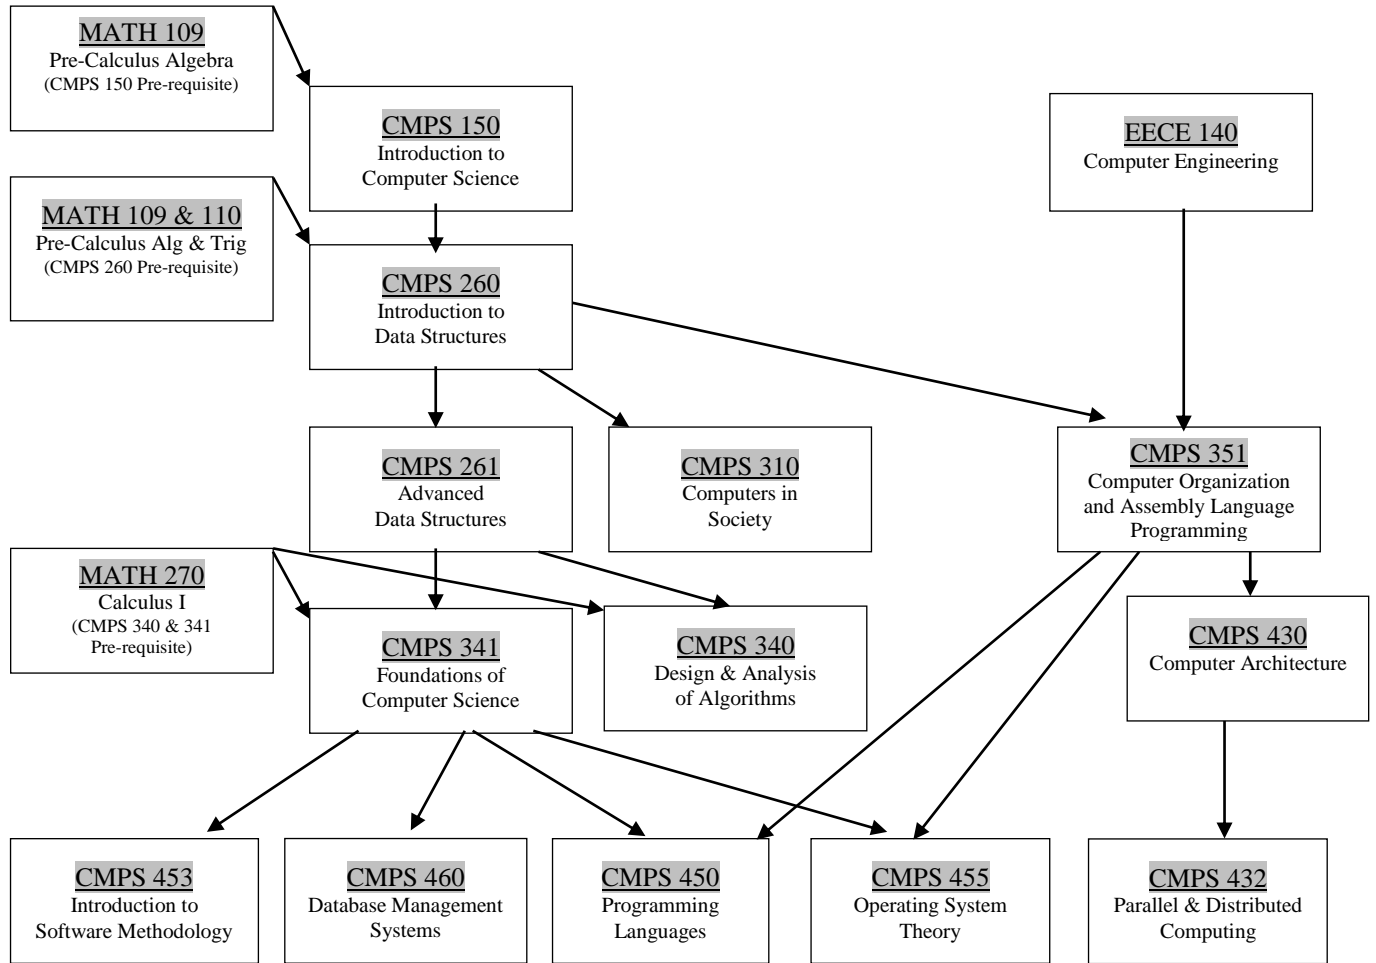 MATH 109
Pre-Calculus Algebra
(CMPS 150 Pre-requisite)
CMPS 150
Introduction to
Computer Science
EECE 140
Computer Engineering
MATH 109 & 110
Pre-Calculus Alg & Trig
(CMPS 260 Pre-requisite)
CMPS 260
Introduction to
Data Structures
CMPS 261
Advanced
Data Structures
CMPS 310
Computers in
Society
CMPS 351
Computer Organization
and Assembly Language
Programming
MATH 270
Calculus I
(CMPS 340 & 341
Pre-requisite)
CMPS 341
Foundations of
Computer Science
CMPS 340
Design & Analysis
of Algorithms
CMPS 430
Computer Architecture
CMPS 453
Introduction to
Software Methodology
CMPS 460
Database Management
Systems
CMPS 450
Programming
Languages
CMPS 455
Operating System
Theory
CMPS 432
Parallel & Distributed
Computing